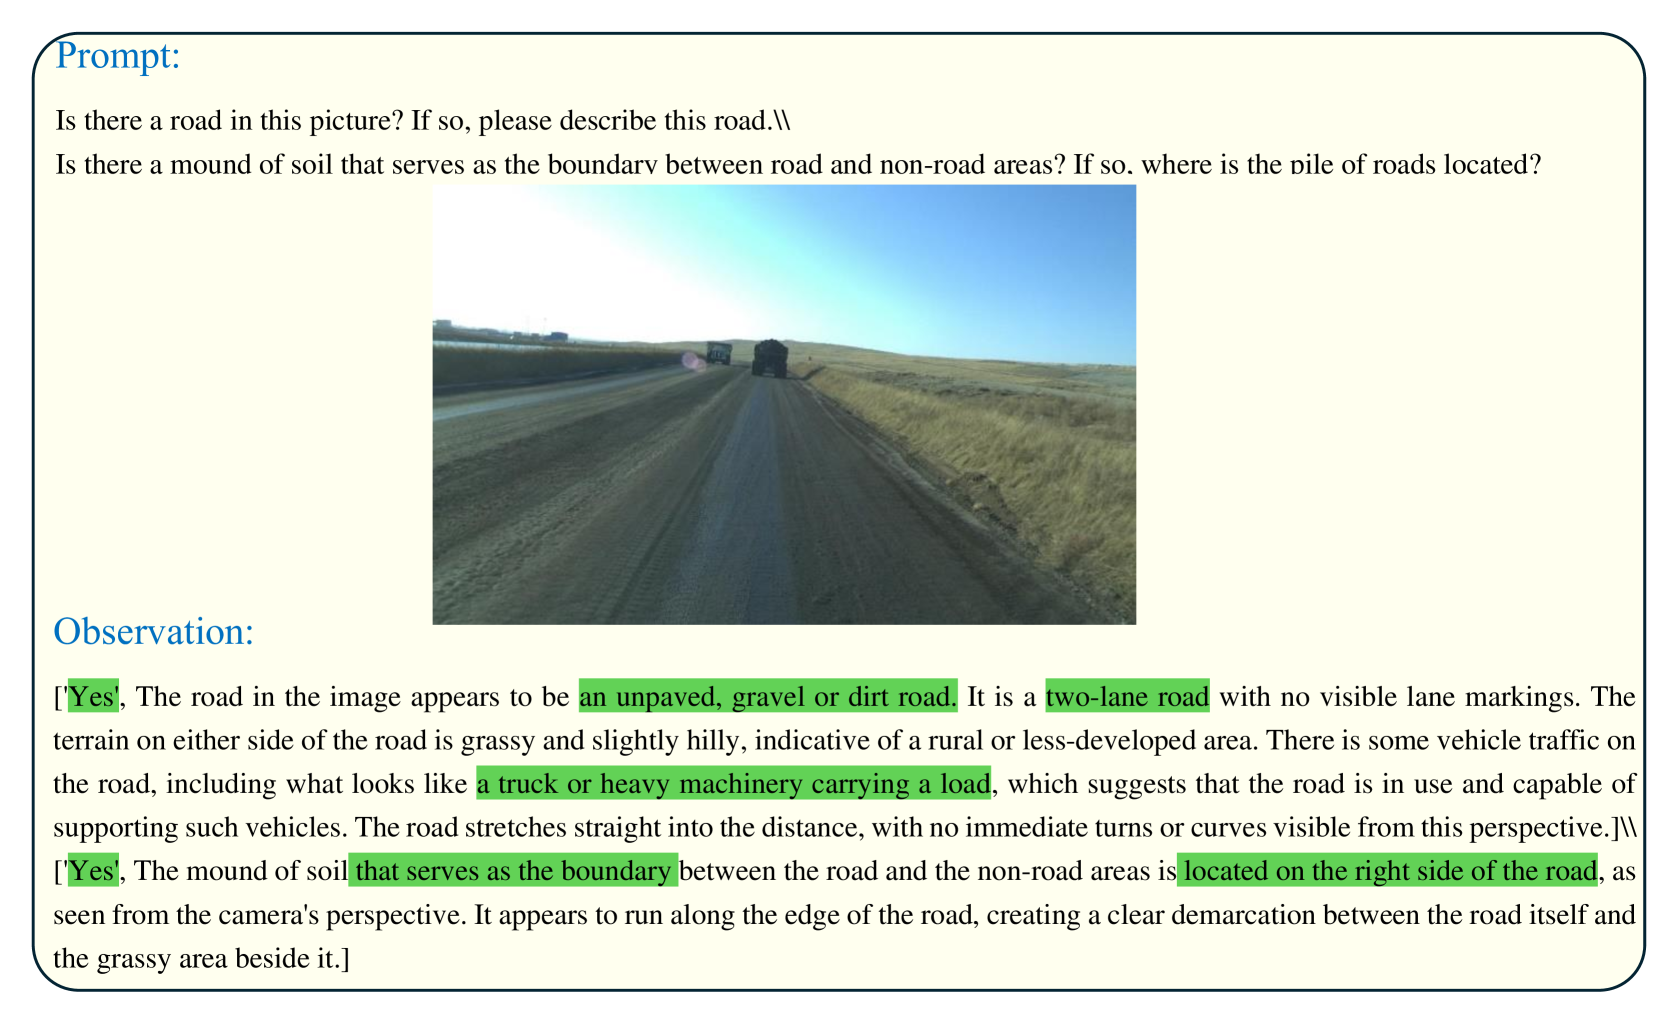 Prompt:
Is there a road in this picture? If so, please describe this road.\\
Is there a mound of soil that serves as the boundary between road and non-road areas? If so, where is the pile of roads located?
Observation:
['Yes', The road in the image appears to be an unpaved, gravel or dirt road. It is a two-lane road with no visible lane markings. The
terrain on either side of the road is grassy and slightly hilly, indicative of a rural or less-developed area. There is some vehicle traffic on
the road, including what looks like a truck or heavy machinery carrying a load, which suggests that the road is in use and capable of
supporting such vehicles. The road stretches straight into the distance, with no immediate turns or curves visible from this perspective.]\\
['Yes', The mound of soil that serves as the boundary between the road and the non-road areas is located on the right side of the road, as
seen from the camera's perspective. It appears to run along the edge of the road, creating a clear demarcation between the road itself and
the grassy area beside it.]